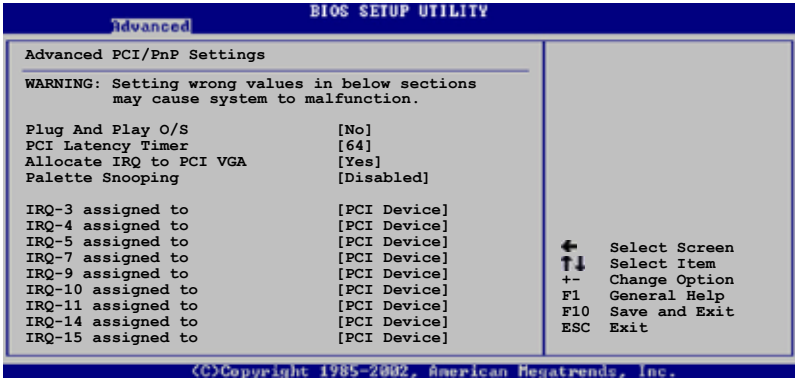 BIOS SETUP UTILITY
Advanced
Advanced PCI/PnP Settings
WARNING: Setting wrong values in below sections
may cause system to malfunction.
Plug And Play O/S [No]
PCI Latency Timer [64]
Allocate IRQ to PCI VGA [Yes]
Palette Snooping [Disabled]
IRQ-3 assigned to [PCI Device]
IRQ-4 assigned to [PCI Device]
IRQ-5 assigned to [PCI Device]
IRQ-7 assigned to [PCI Device]
IRQ-9 assigned to [PCI Device]
IRQ-10 assigned to [PCI Device]
IRQ-11 assigned to [PCI Device]
IRQ-14 assigned to [PCI Device]
IRQ-15 assigned to [PCI Device]
← Select Screen
↑↓ Select Item
+- Change Option
F1 General Help
F10 Save and Exit
ESC Exit
(C)Copyright 1985-2002, American Megatrends, Inc.